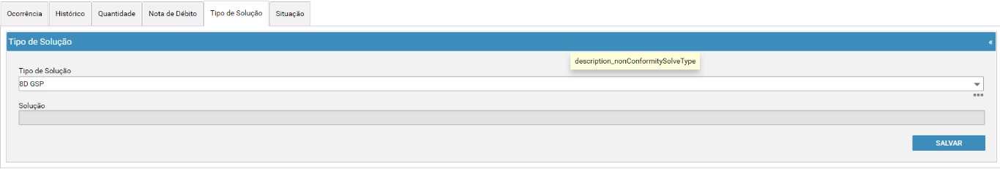 Ocorrência Histórico Quantidade Nota de Débito Tipo de Solução Situação
Tipo de Solução «
description_nonConformitySolveType
Tipo de Solução
8D GSP
Solução
SALVAR